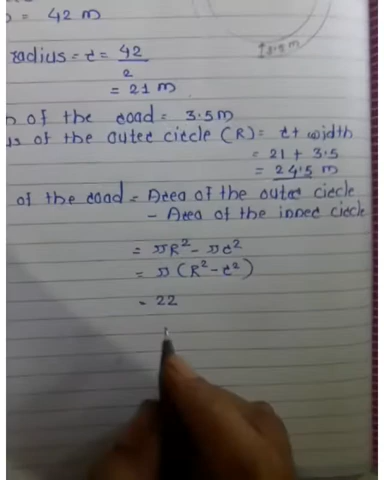 = 42 m
3.5 m
radius = r = 42
2
= 21 m
of the road = 3.5m
of the outer circle (R) = r + width
= 21 + 3.5
= 24.5 m
of the road = Area of the outer circle
- Area of the inner circle
= πR² - πr²
= π (R² - r²)
= 22